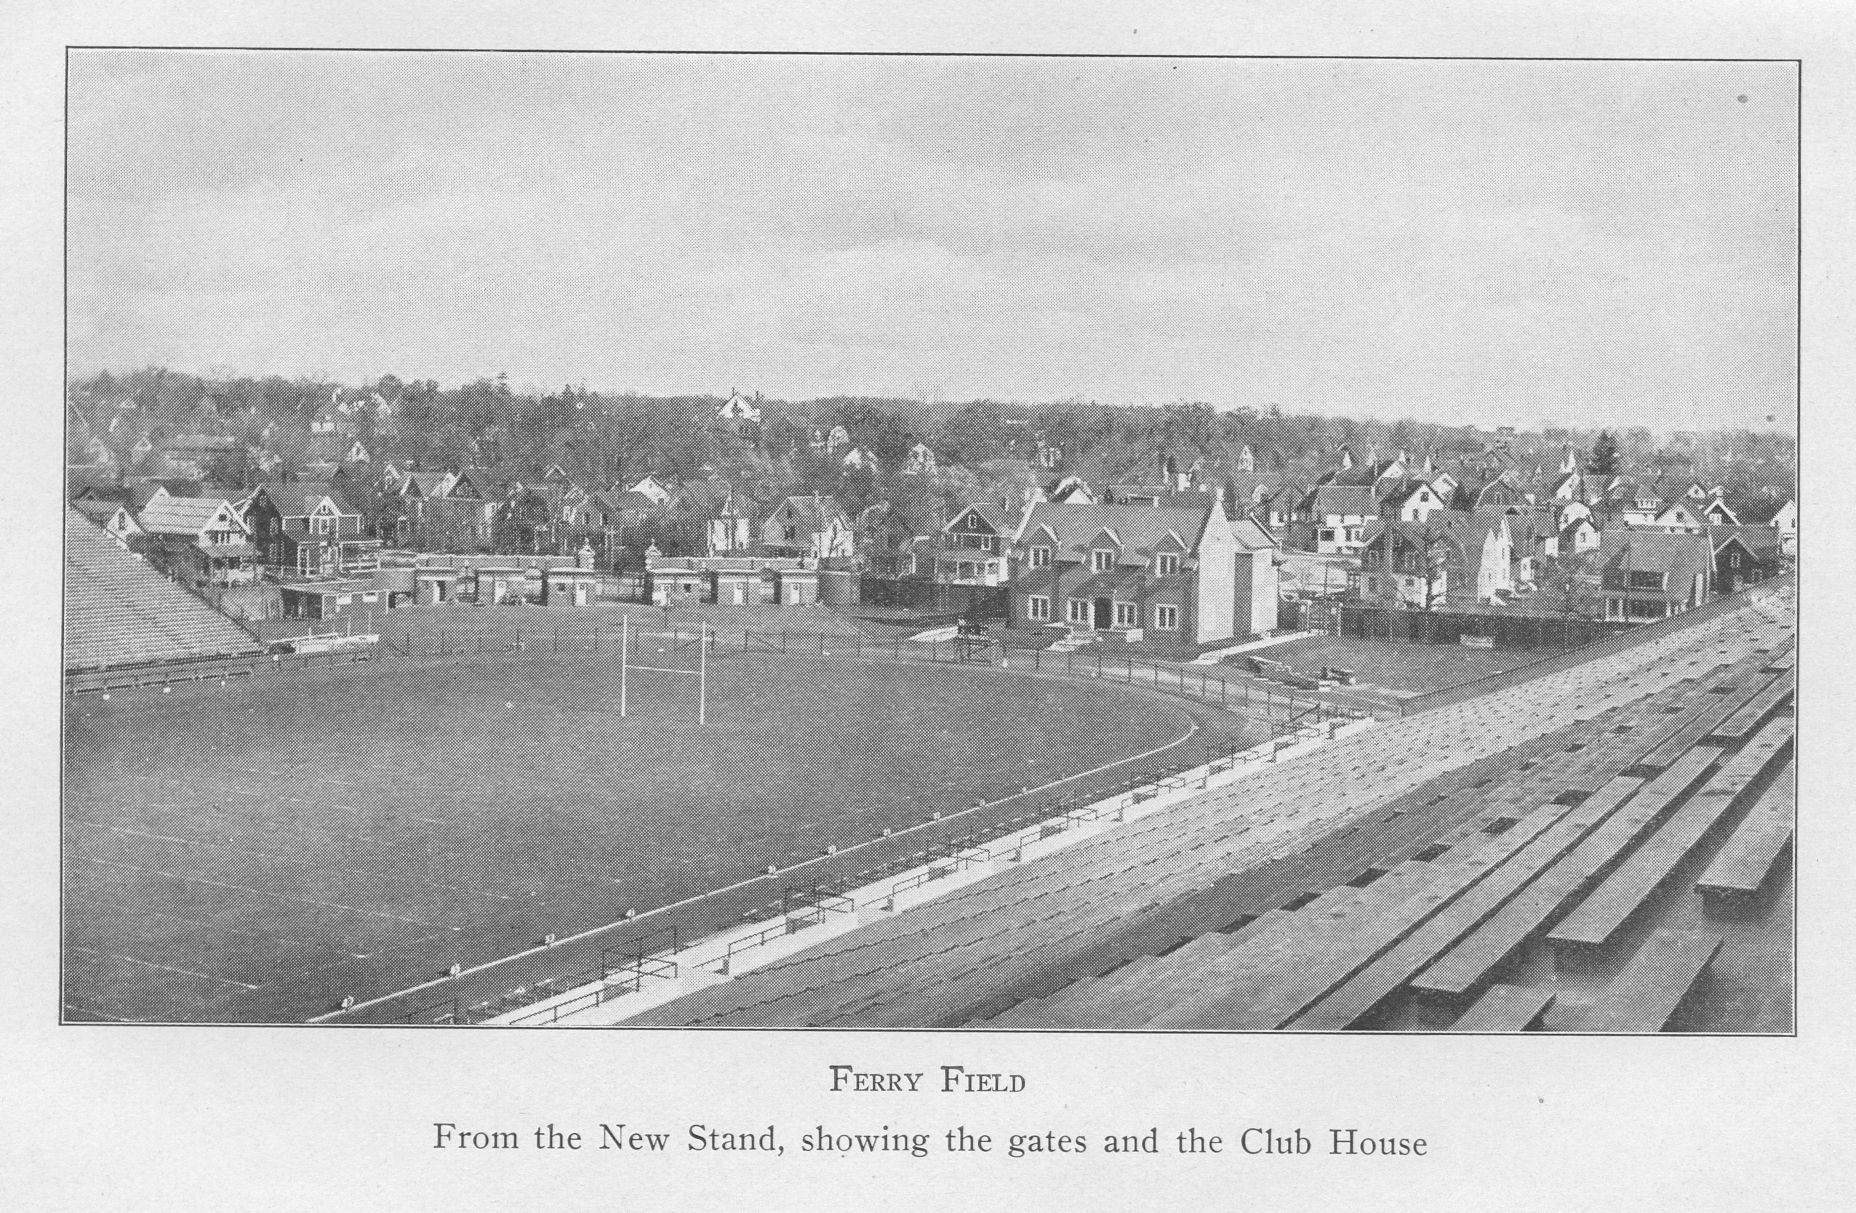 FERRY FIELD
From the New Stand, showing the gates and the Club House